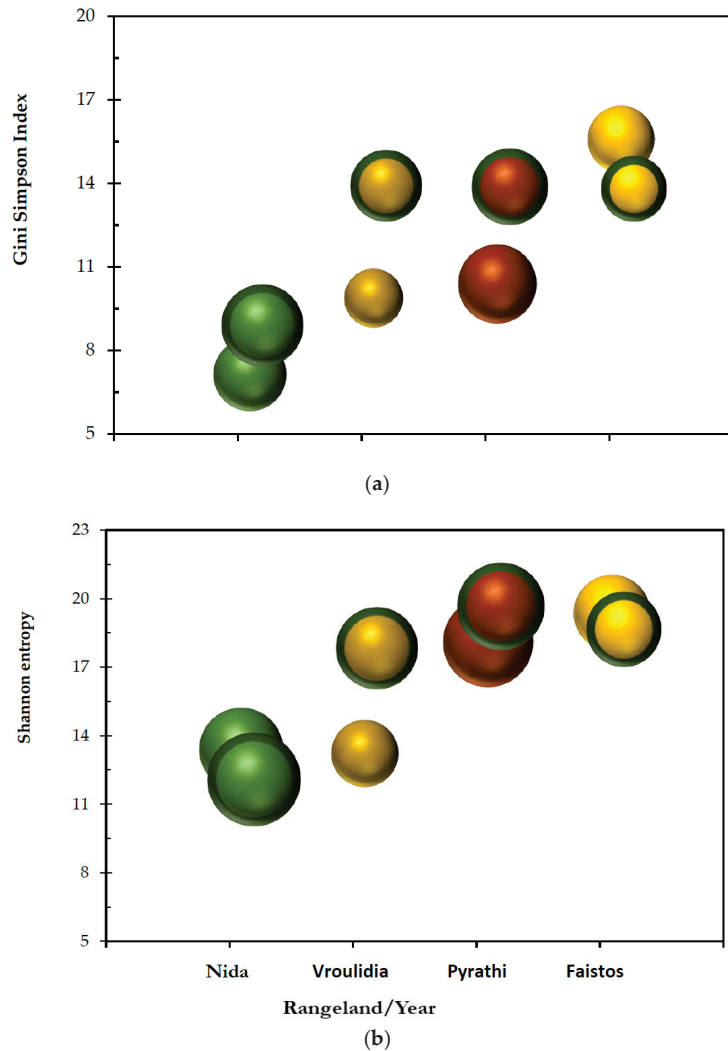 Gini Simpson Index
20
17
14
11
8
5
(a)
Shannon entropy
23
20
17
14
11
8
5
Nida Vroulidia Pyrathi Faistos
Rangeland/Year
(b)